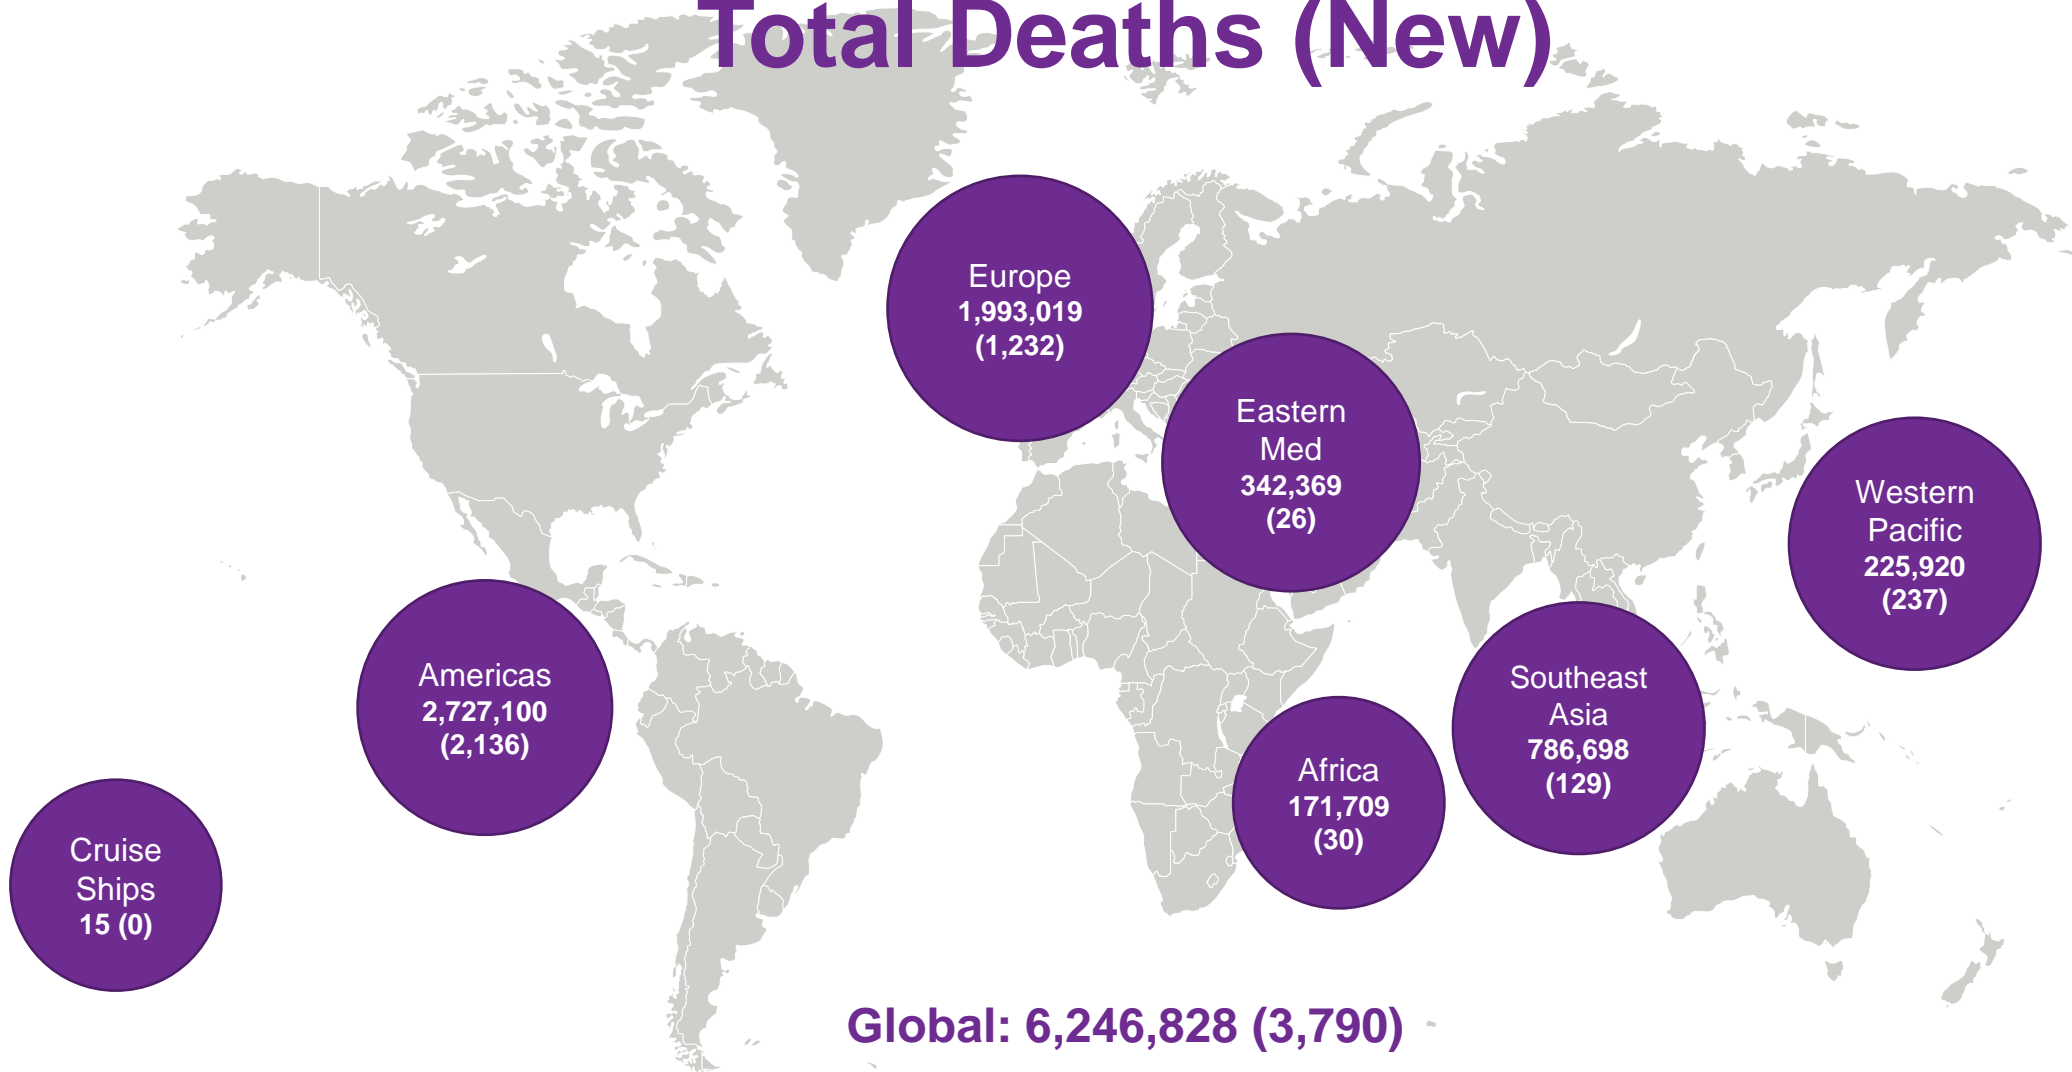 Total Deaths (New)
Europe
1,993,019
(1,232)
Eastern
Med
342,369
(26)
Western
Pacific
225,920
(237)
Americas
2,727,100
(2,136)
Southeast
Asia
786,698
(129)
Africa
171,709
(30)
Cruise
Ships
15 (0)
Global: 6,246,828 (3,790)